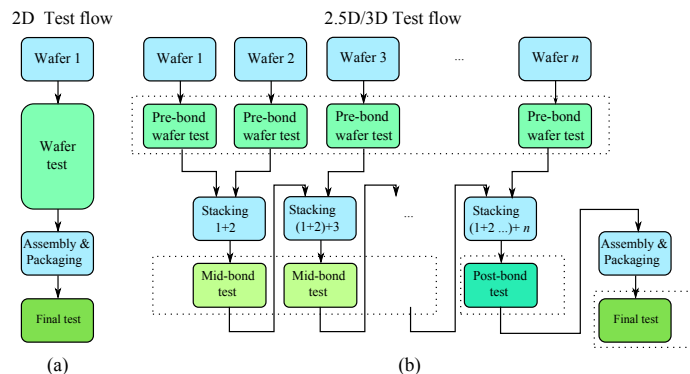 2D Test flow
Wafer 1
Wafer
test
Assembly &
Packaging
Final test
(a)
2.5D/3D Test flow
Wafer 1
Wafer 2
Wafer 3
...
Wafer n
Pre-bond
wafer test
Pre-bond
wafer test
Pre-bond
wafer test
Pre-bond
wafer test
Stacking
1+2
Stacking
(1+2)+3
...
Stacking
(1+2 ...)+ n
Assembly &
Packaging
Mid-bond
test
Mid-bond
test
Post-bond
test
Final test
(b)